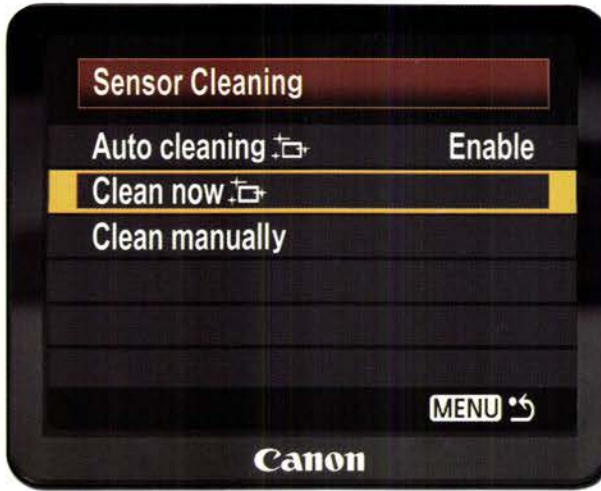 Sensor Cleaning
Auto cleaning Enable
Clean now
Clean manually
MENU
Canon